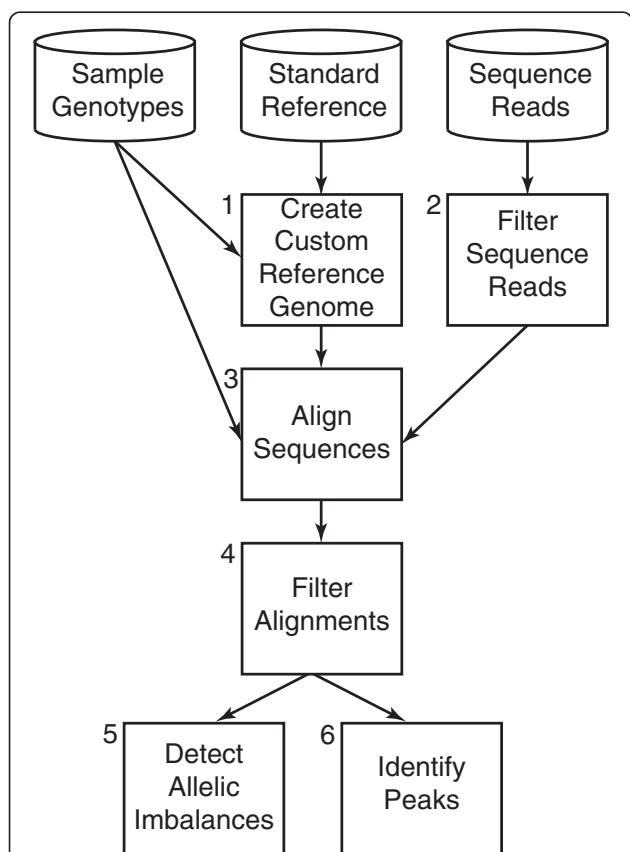 Sample
Genotypes
Standard
Reference
Sequence
Reads
1
Create
Custom
Reference
Genome
2
Filter
Sequence
Reads
3
Align
Sequences
4
Filter
Alignments
5
Detect
Allelic
Imbalances
6
Identify
Peaks